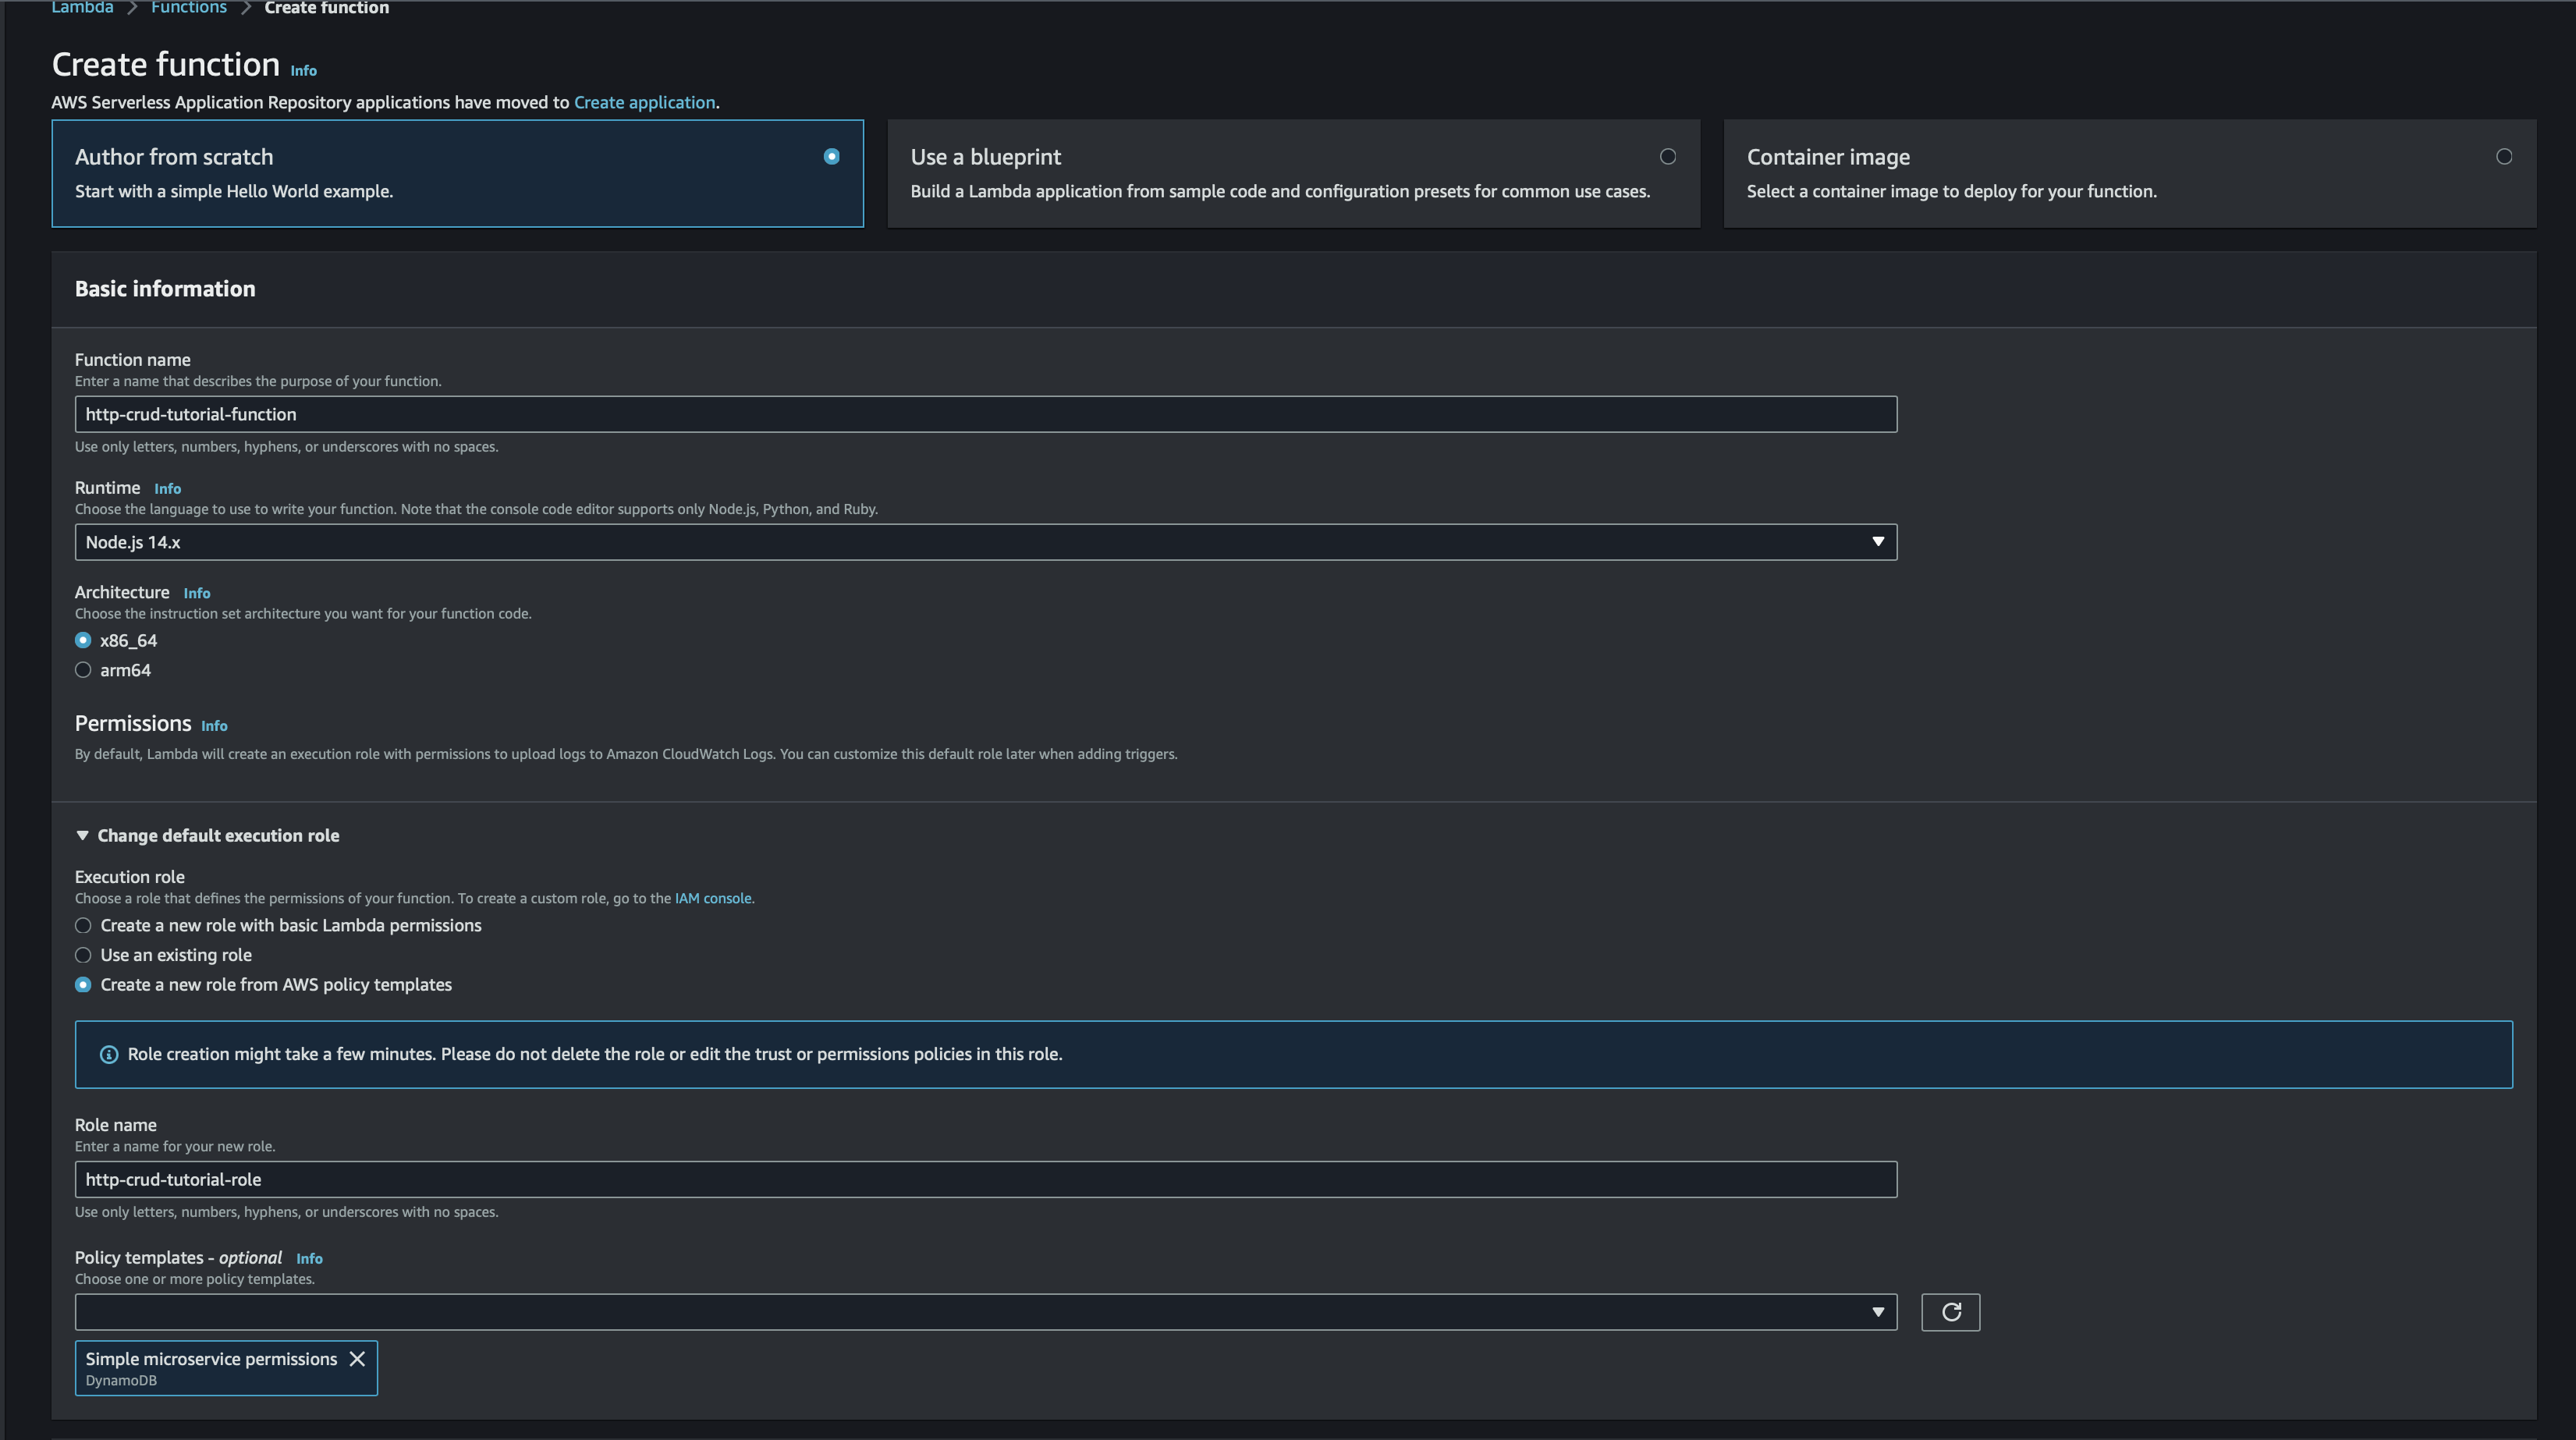 Lambda > Functions > Create function
Create function Info
AWS Serverless Application Repository applications have moved to Create application.
Author from scratch
Start with a simple Hello World example.
Use a blueprint
Build a Lambda application from sample code and configuration presets for common use cases.
Container image
Select a container image to deploy for your function.
Basic information
Function name
Enter a name that describes the purpose of your function.
http-crud-tutorial-function
Use only letters, numbers, hyphens, or underscores with no spaces.
Runtime Info
Choose the language to use to write your function. Note that the console code editor supports only Node.js, Python, and Ruby.
Node.js 14.x
Architecture Info
Choose the instruction set architecture you want for your function code.
x86_64
arm64
Permissions Info
By default, Lambda will create an execution role with permissions to upload logs to Amazon CloudWatch Logs. You can customize this default role later when adding triggers.
Change default execution role
Execution role
Choose a role that defines the permissions of your function. To create a custom role, go to the IAM console.
Create a new role with basic Lambda permissions
Use an existing role
Create a new role from AWS policy templates
Role creation might take a few minutes. Please do not delete the role or edit the trust or permissions policies in this role.
Role name
Enter a name for your new role.
http-crud-tutorial-role
Use only letters, numbers, hyphens, or underscores with no spaces.
Policy templates - optional Info
Choose one or more policy templates.
Simple microservice permissions
DynamoDB